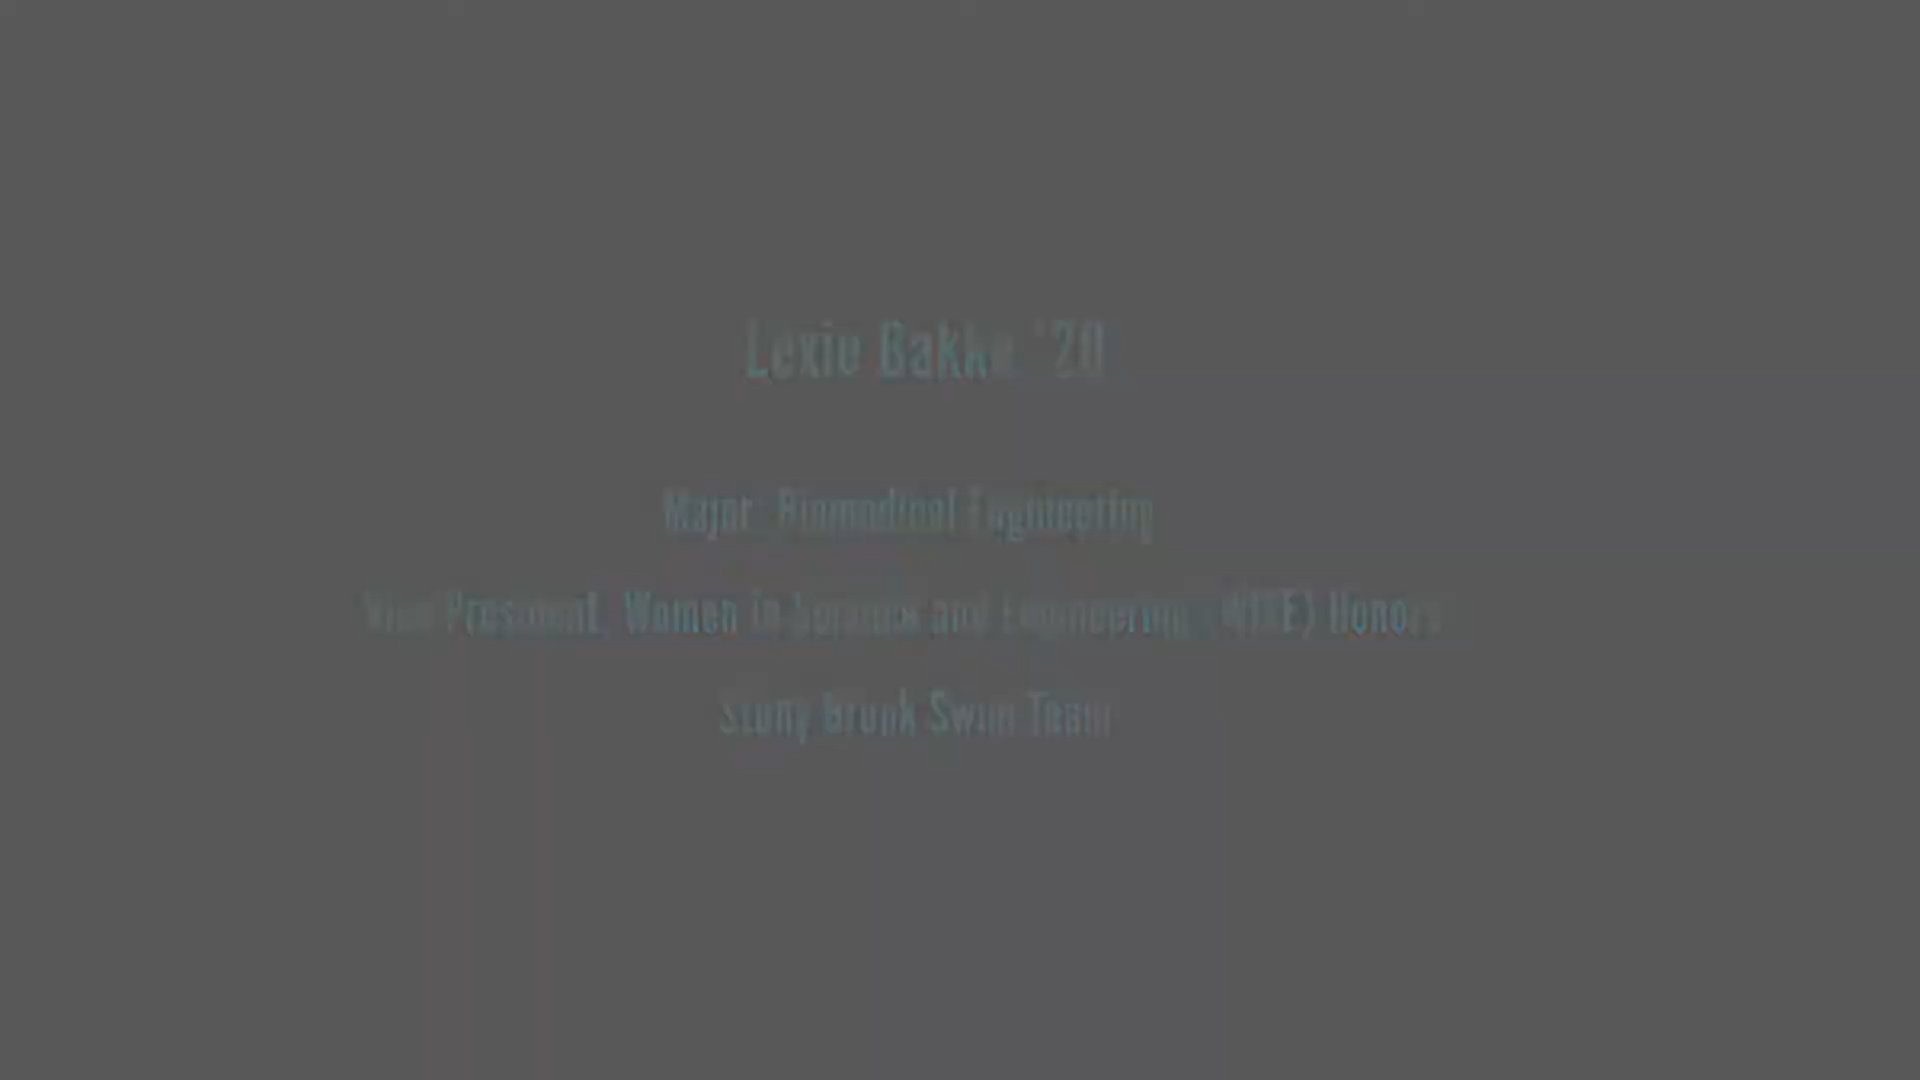 Lexie Bakke '20
Major: Biomedical Engineering
Vice President, Women in Science and Engineering (WISE) Honors
Stony Brook Swim Team